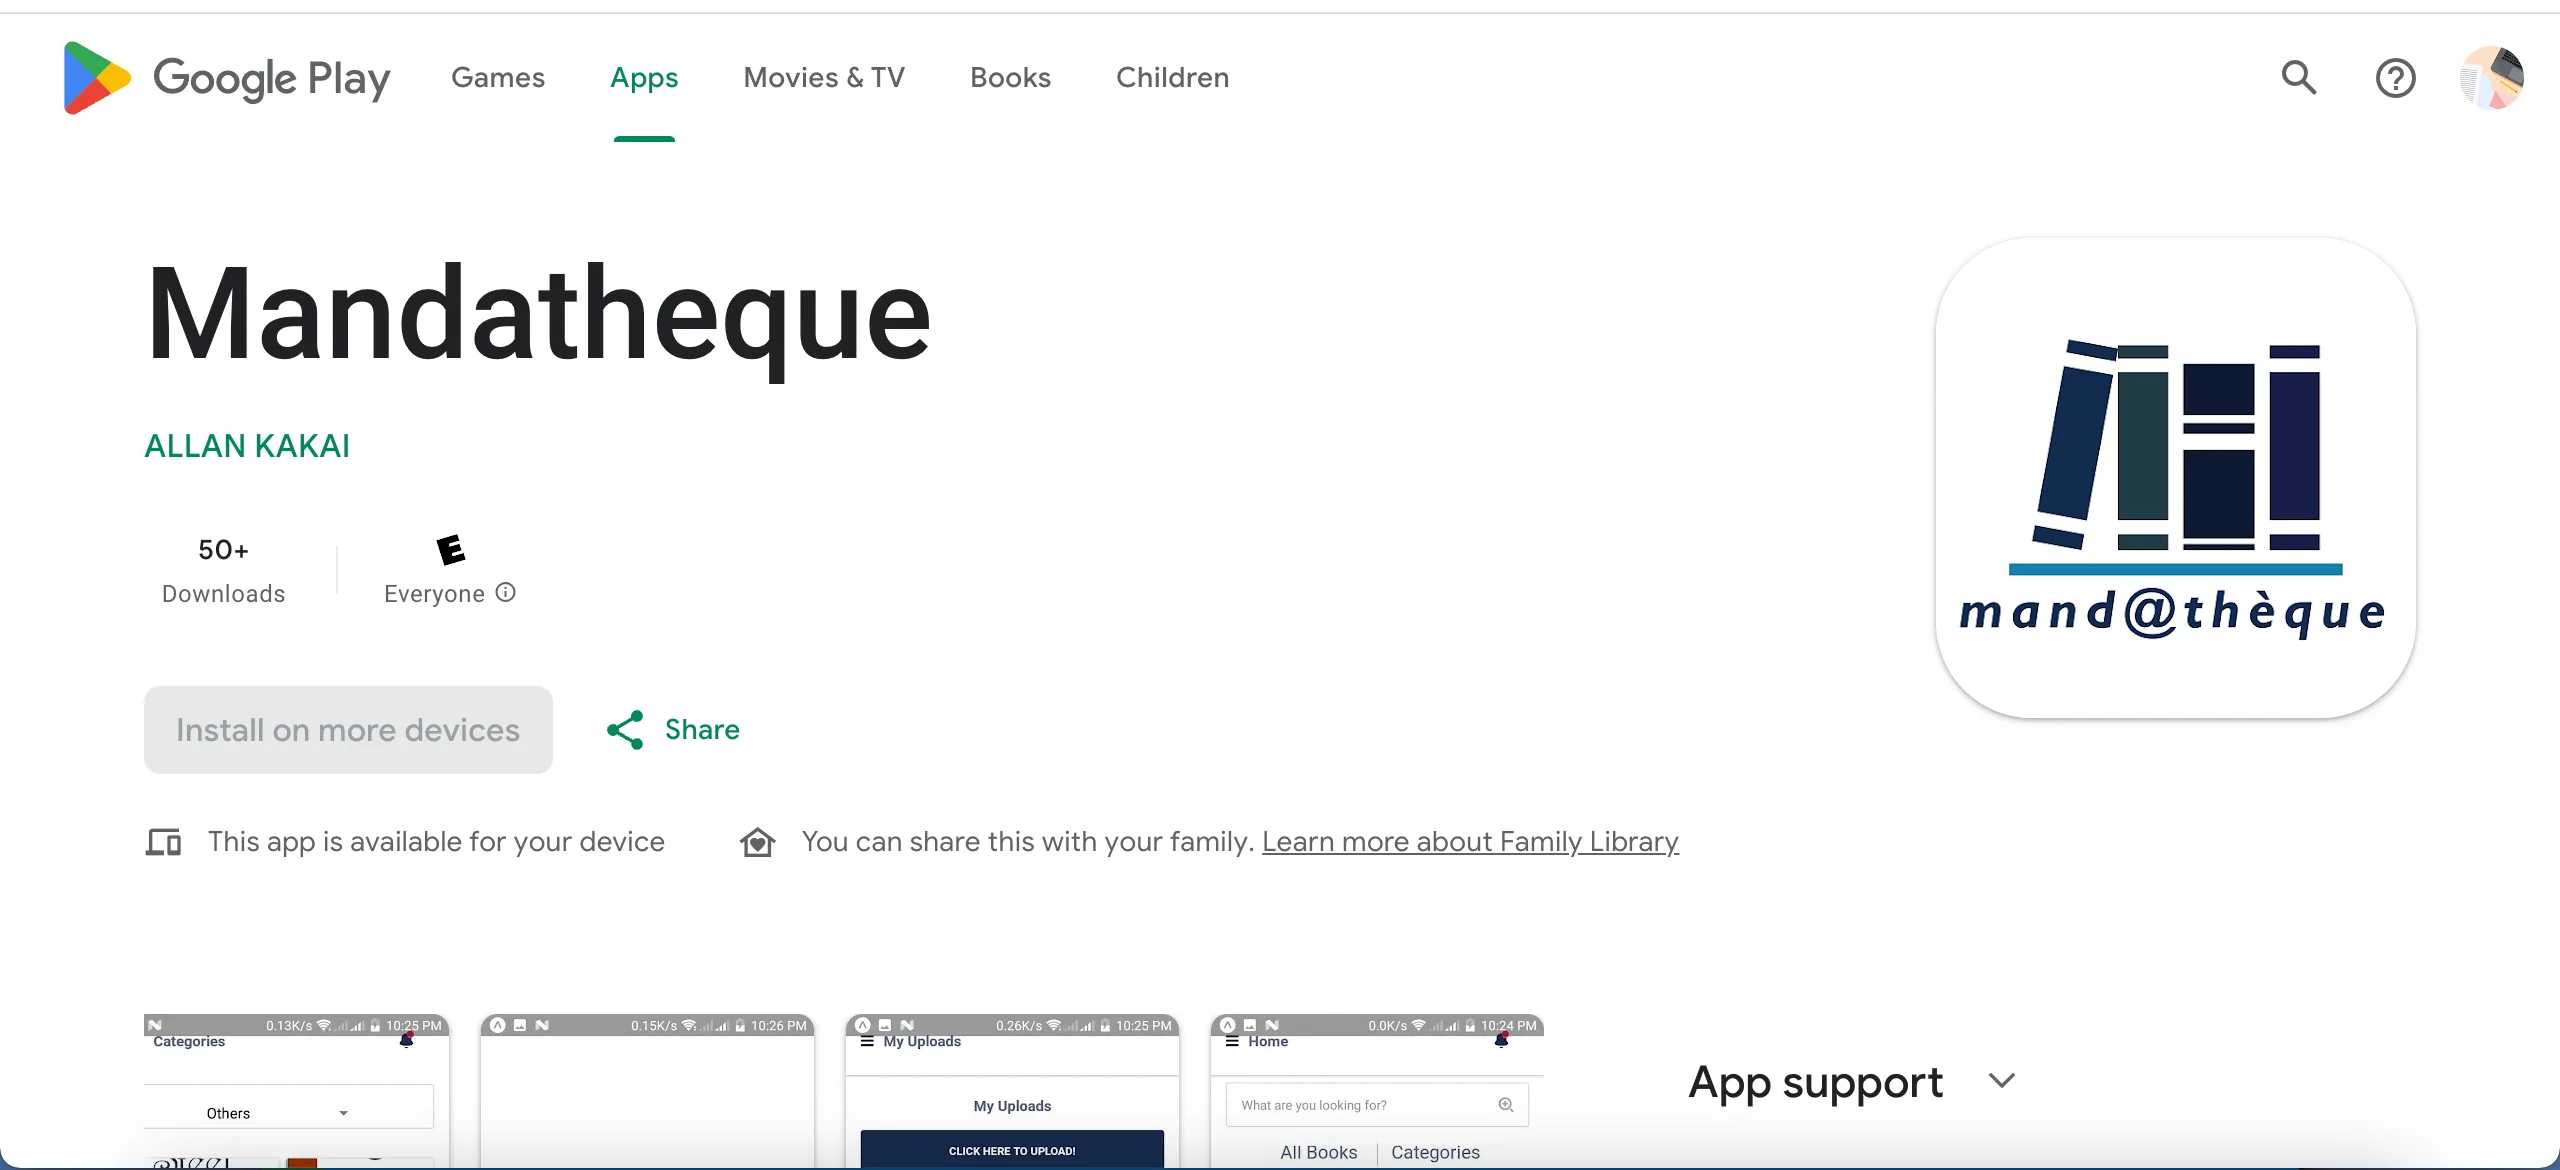 Google Play Games Apps Movies & TV Books Children
Mandatheque
ALLAN KAKAI
50+
Downloads
E
Everyone
mand@thèque
Install on more devices
Share
This app is available for your device
You can share this with your family. Learn more about Family Library
0.13K/s 10:25 PM
Categories
Others
0.15K/s 10:26 PM
0.26K/s 10:25 PM
My Uploads
My Uploads
CLICK HERE TO UPLOAD!
0.0K/s 10:24 PM
Home
What are you looking for?
All Books Categories
App support